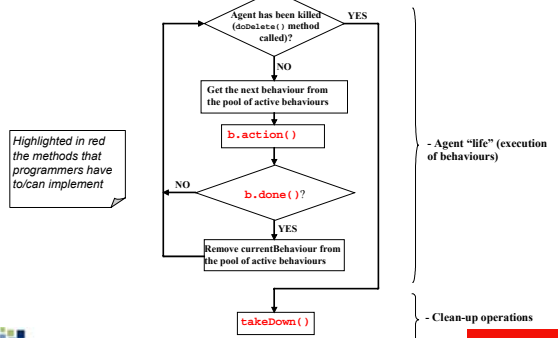 Agent has been killed
(doDelete() method
called)?
YES
NO
Get the next behaviour from
the pool of active behaviours
b.action()
Highlighted in red
the methods that
programmers have
to/can implement
- Agent “life” (execution
of behaviours)
NO
b.done()?
YES
Remove currentBehaviour from
the pool of active behaviours
takeDown()
- Clean-up operations